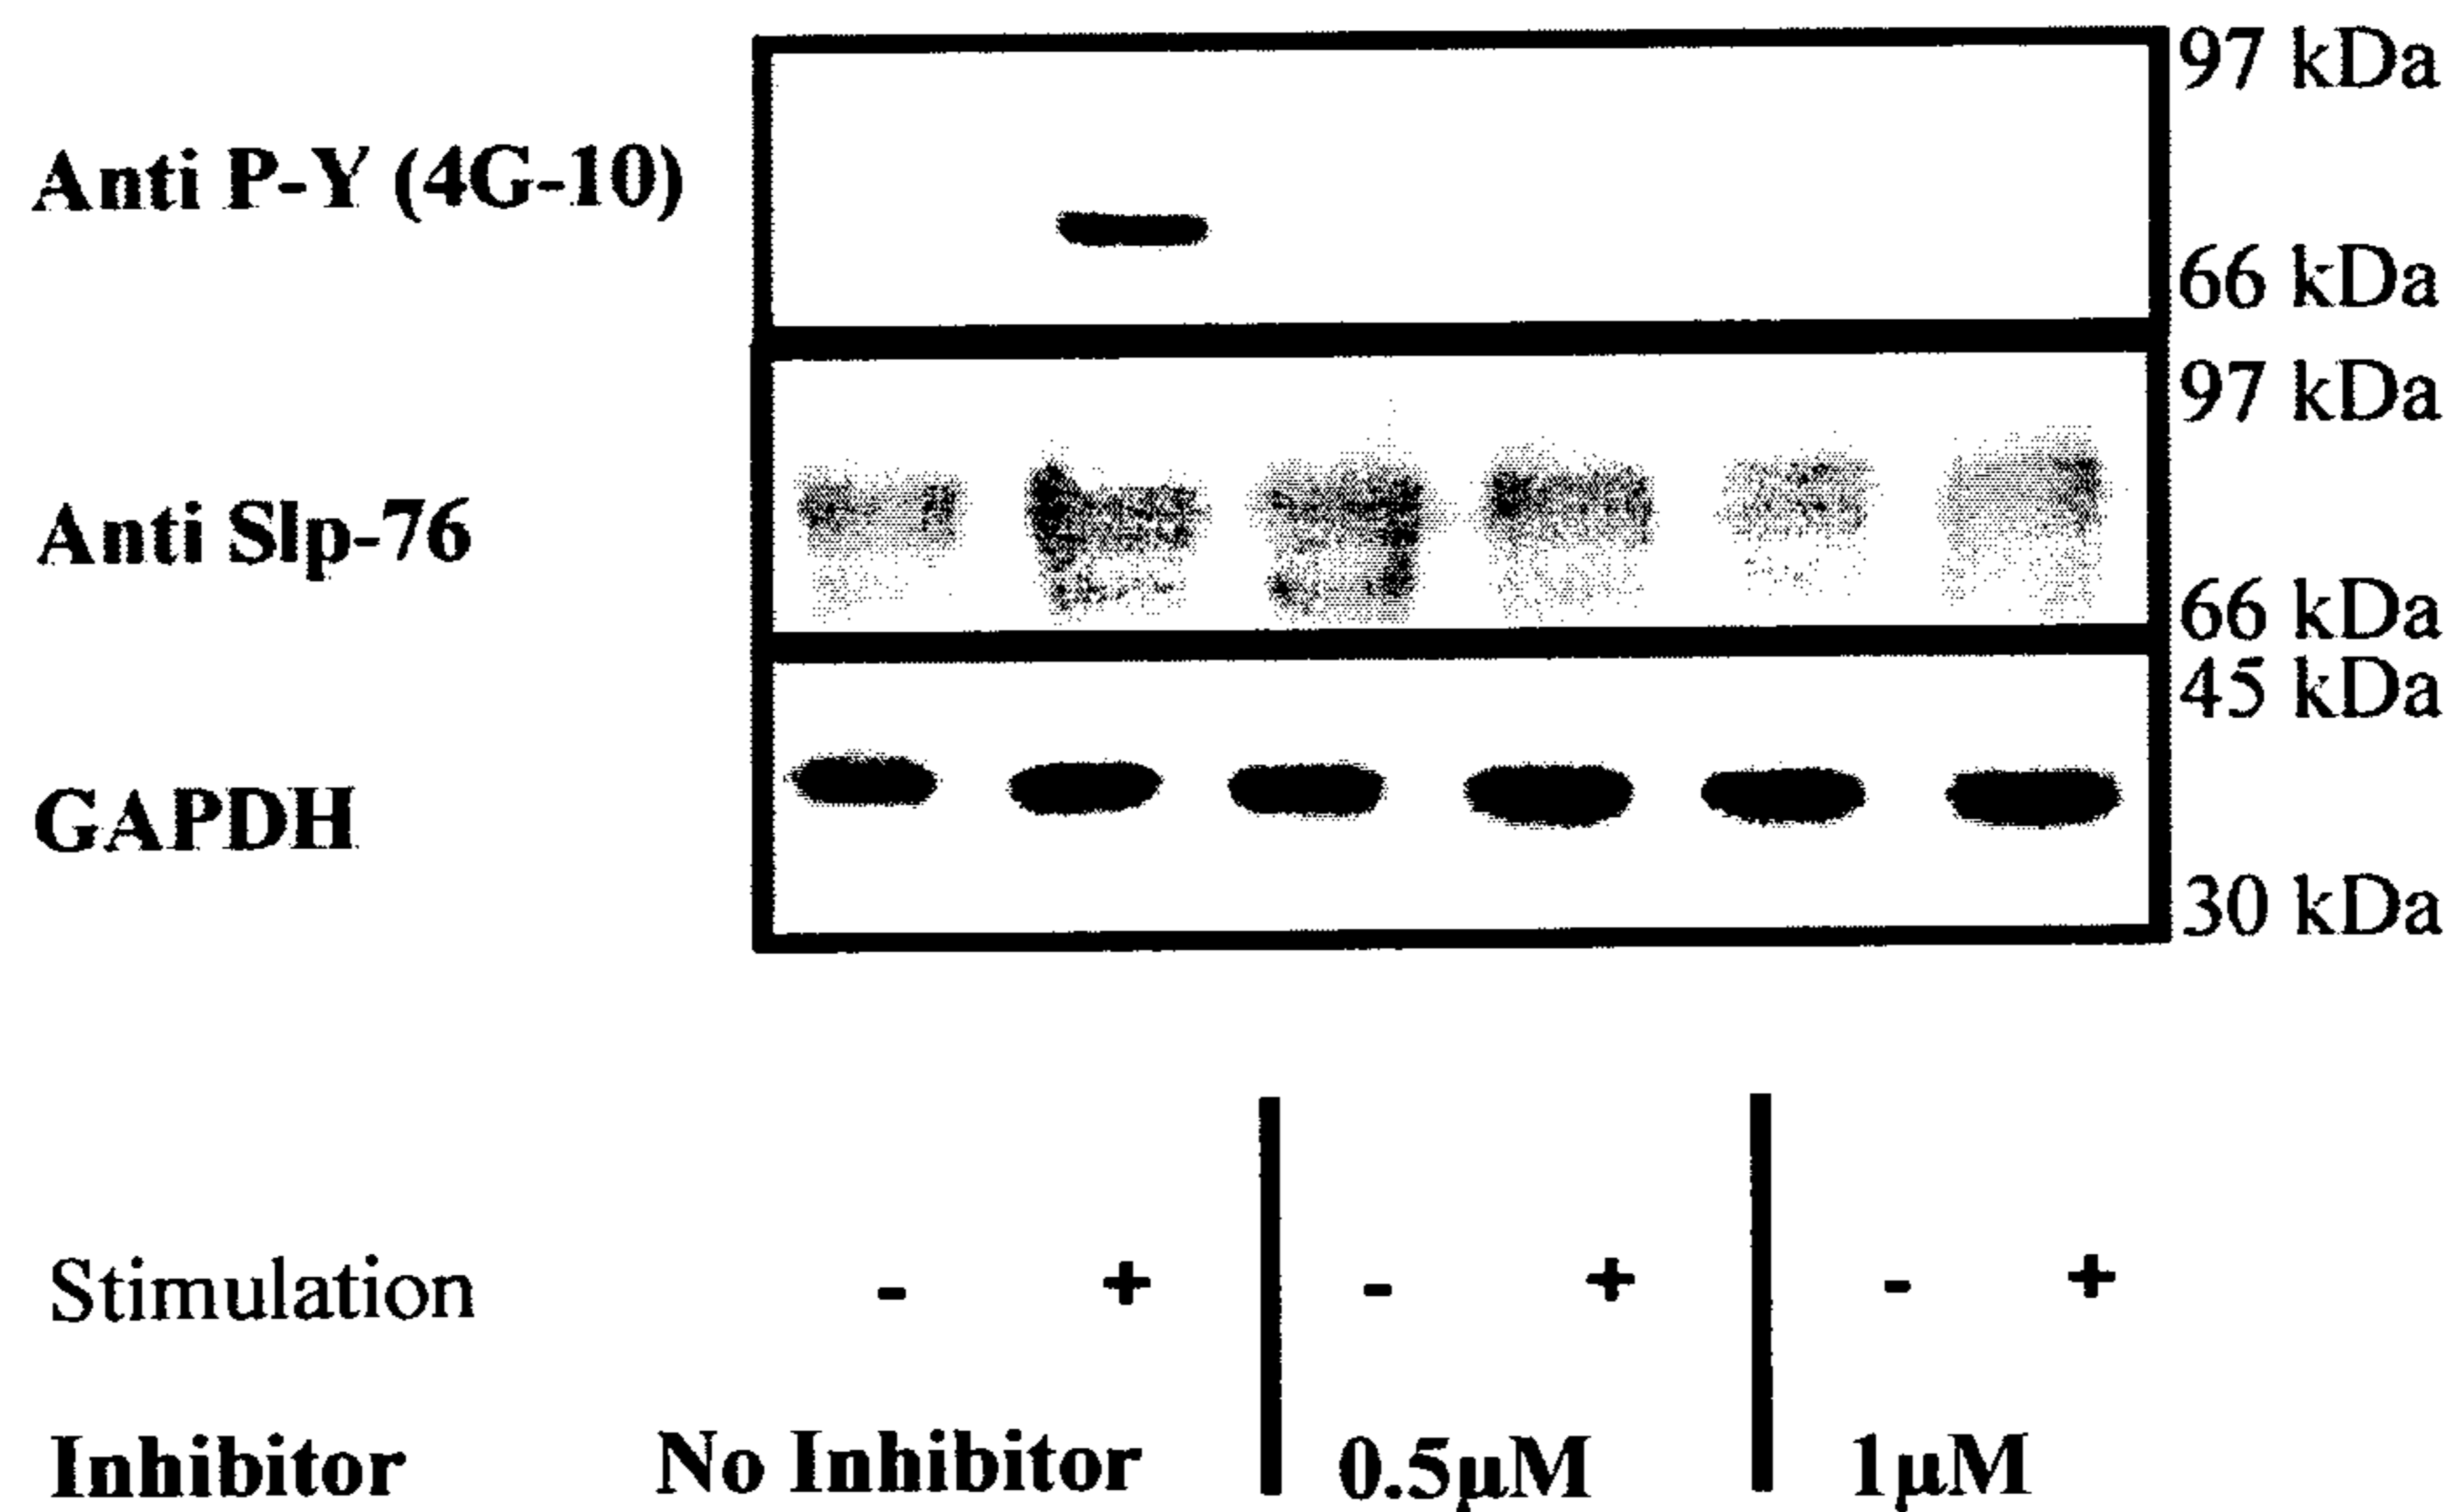 97 kDa
Anti P-Y (4G-10)
66 kDa
97 kDa
Anti Slp-76
66 kDa
45 kDa
GAPDH
30 kDa
Stimulation - + - + - +
Inhibitor No Inhibitor 0.5µM 1µM